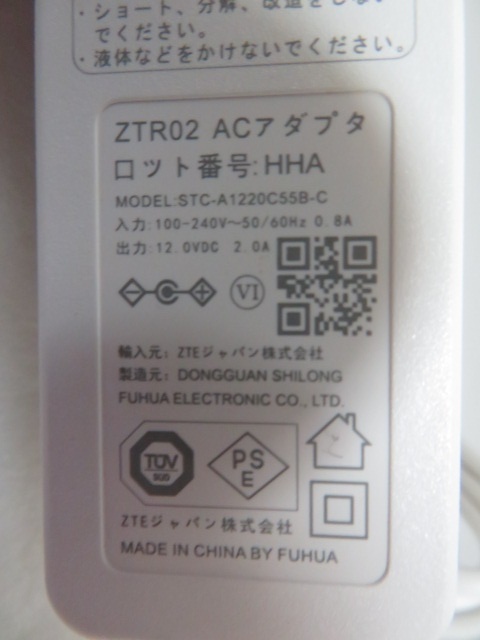 ・ショート、分解、改造をしない
でください。
・液体などをかけないでください。
ZTR02 ACアダプタ
ロット番号:HHA
MODEL:STC-A1220C55B-C
入力:100-240V～50/60Hz 0.8A
出力:12.0VDC 2.0A
VI
輸入元: ZTEジャパン株式会社
製造元: DONGGUAN SHILONG
FUHUA ELECTRONIC CO., LTD.
TÜV
SÜD
PS
E
ZTEジャパン株式会社
MADE IN CHINA BY FUHUA